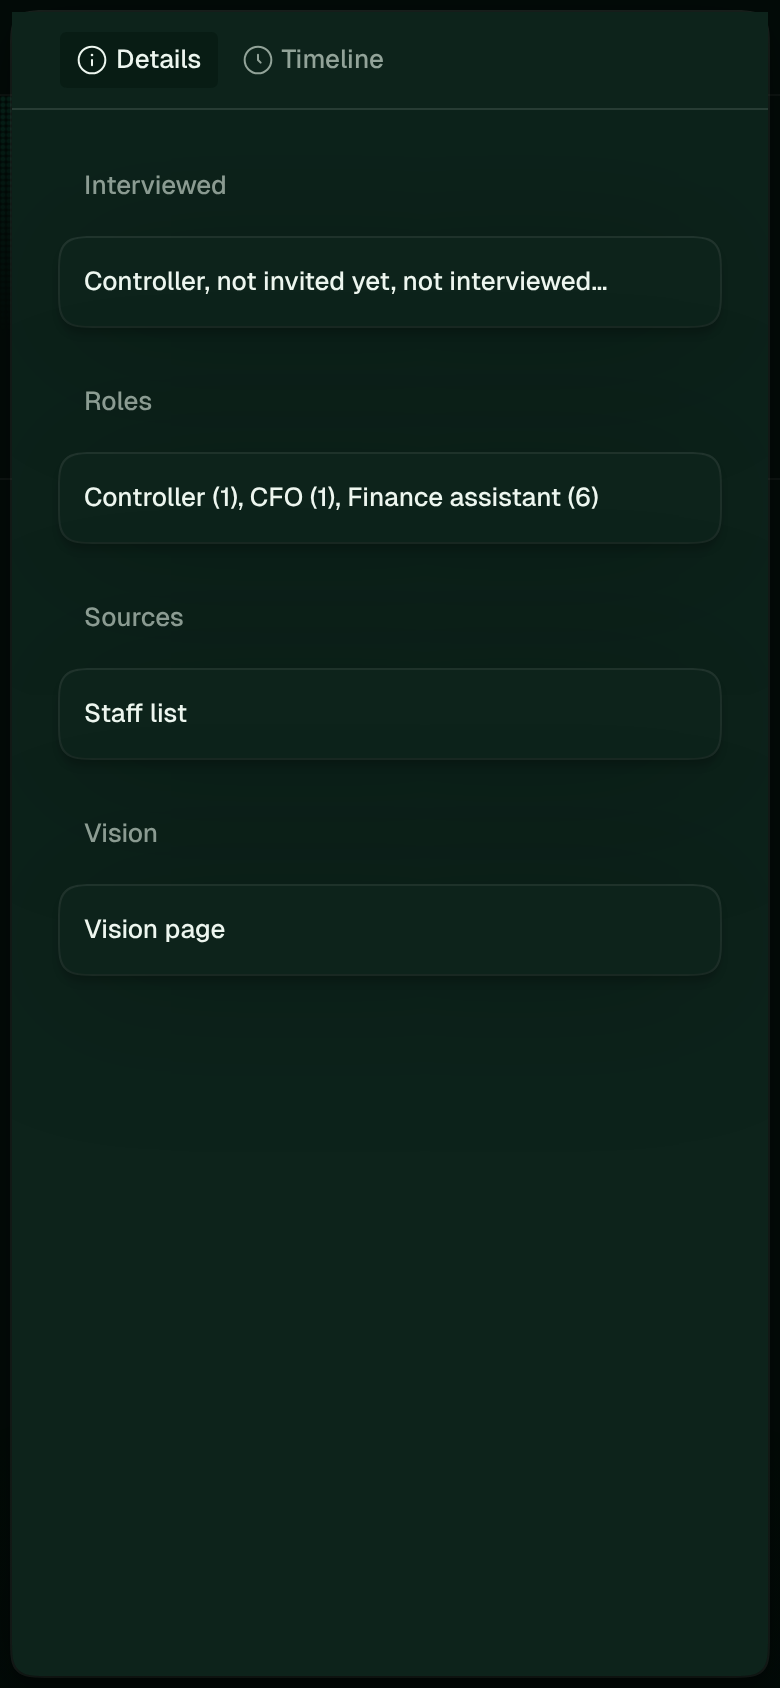 Details
Timeline
Interviewed
Controller, not invited yet, not interviewed...
Roles
Controller (1), CFO (1), Finance assistant (6)
Sources
Staff list
Vision
Vision page